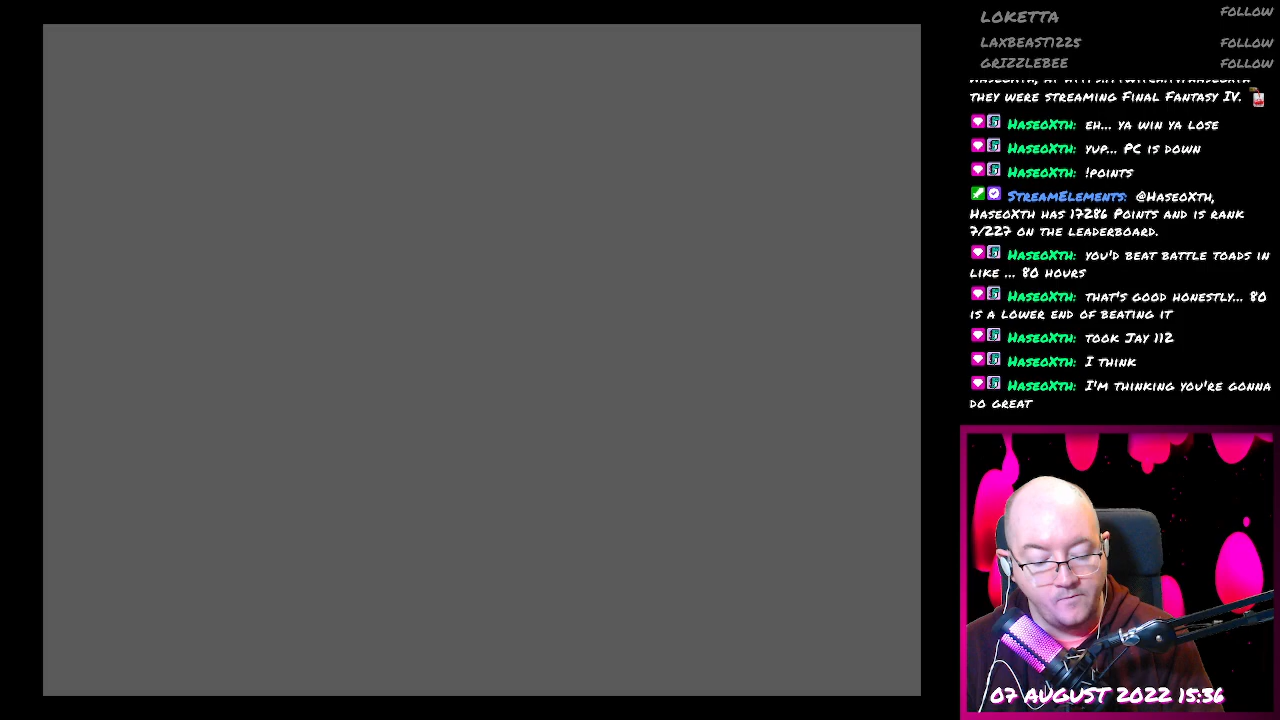 LOKETTA FOLLOW
LAXBEAST1225 FOLLOW
GRIZZLEBEE FOLLOW
THEY WERE STREAMING FINAL FANTASY IV.
HASEOXTH: EH... YA WIN YA LOSE
HASEOXTH: YUP... PC IS DOWN
HASEOXTH: !POINTS
STREAMELEMENTS: @HASEOXTH,
HASEOXTH HAS 17286 POINTS AND IS RANK
7/227 ON THE LEADERBOARD.
HASEOXTH: YOU'D BEAT BATTLE TOADS IN
LIKE ... 80 HOURS
HASEOXTH: THAT'S GOOD HONESTLY... 80
IS A LOWER END OF BEATING IT
HASEOXTH: TOOK JAY 112
HASEOXTH: I THINK
HASEOXTH: I'M THINKING YOU'RE GONNA
DO GREAT
07 AUGUST 2022 15:36